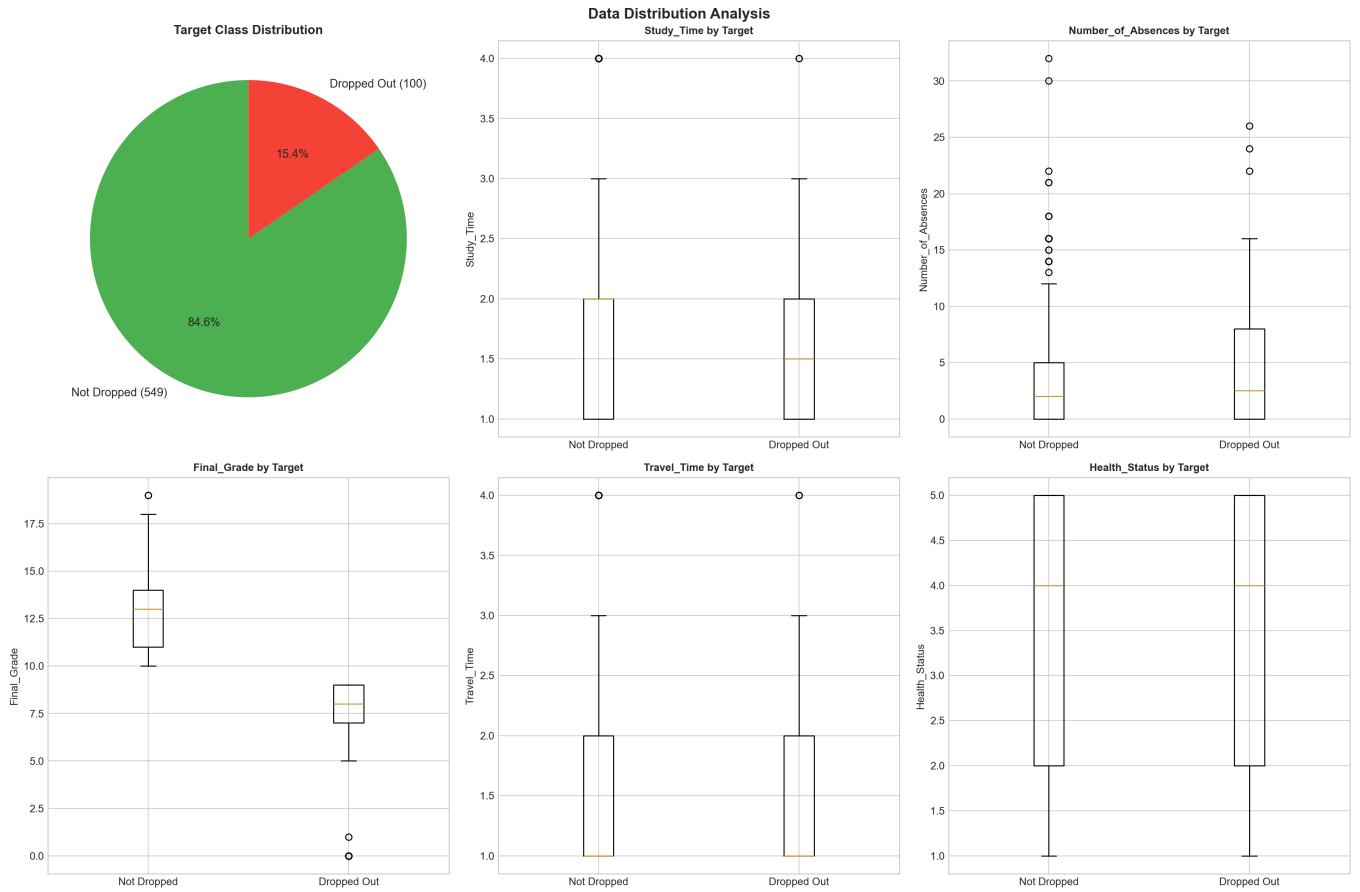 Data Distribution Analysis
Target Class Distribution
Dropped Out (100)
15.4%
84.6%
Not Dropped (549)
Study_Time by Target
Study_Time
4.0
3.5
3.0
2.5
2.0
1.5
1.0
Not Dropped
Dropped Out
Number_of_Absences by Target
Number_of_Absences
30
25
20
15
10
5
0
Not Dropped
Dropped Out
Final_Grade by Target
Final_Grade
17.5
15.0
12.5
10.0
7.5
5.0
2.5
0.0
Not Dropped
Dropped Out
Travel_Time by Target
Travel_Time
4.0
3.5
3.0
2.5
2.0
1.5
1.0
Not Dropped
Dropped Out
Health_Status by Target
Health_Status
5.0
4.5
4.0
3.5
3.0
2.5
2.0
1.5
1.0
Not Dropped
Dropped Out